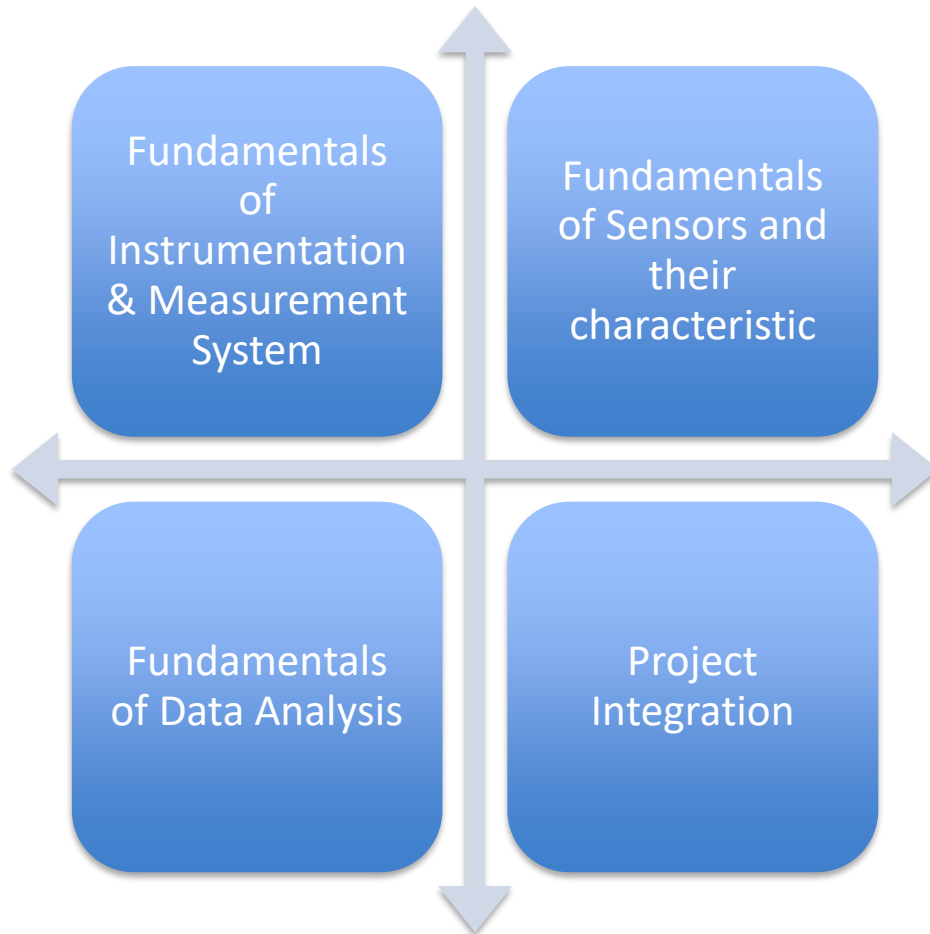 Fundamentals
of
Instrumentation
& Measurement
System
Fundamentals
of Sensors and
their
characteristic
Fundamentals
of Data Analysis
Project
Integration